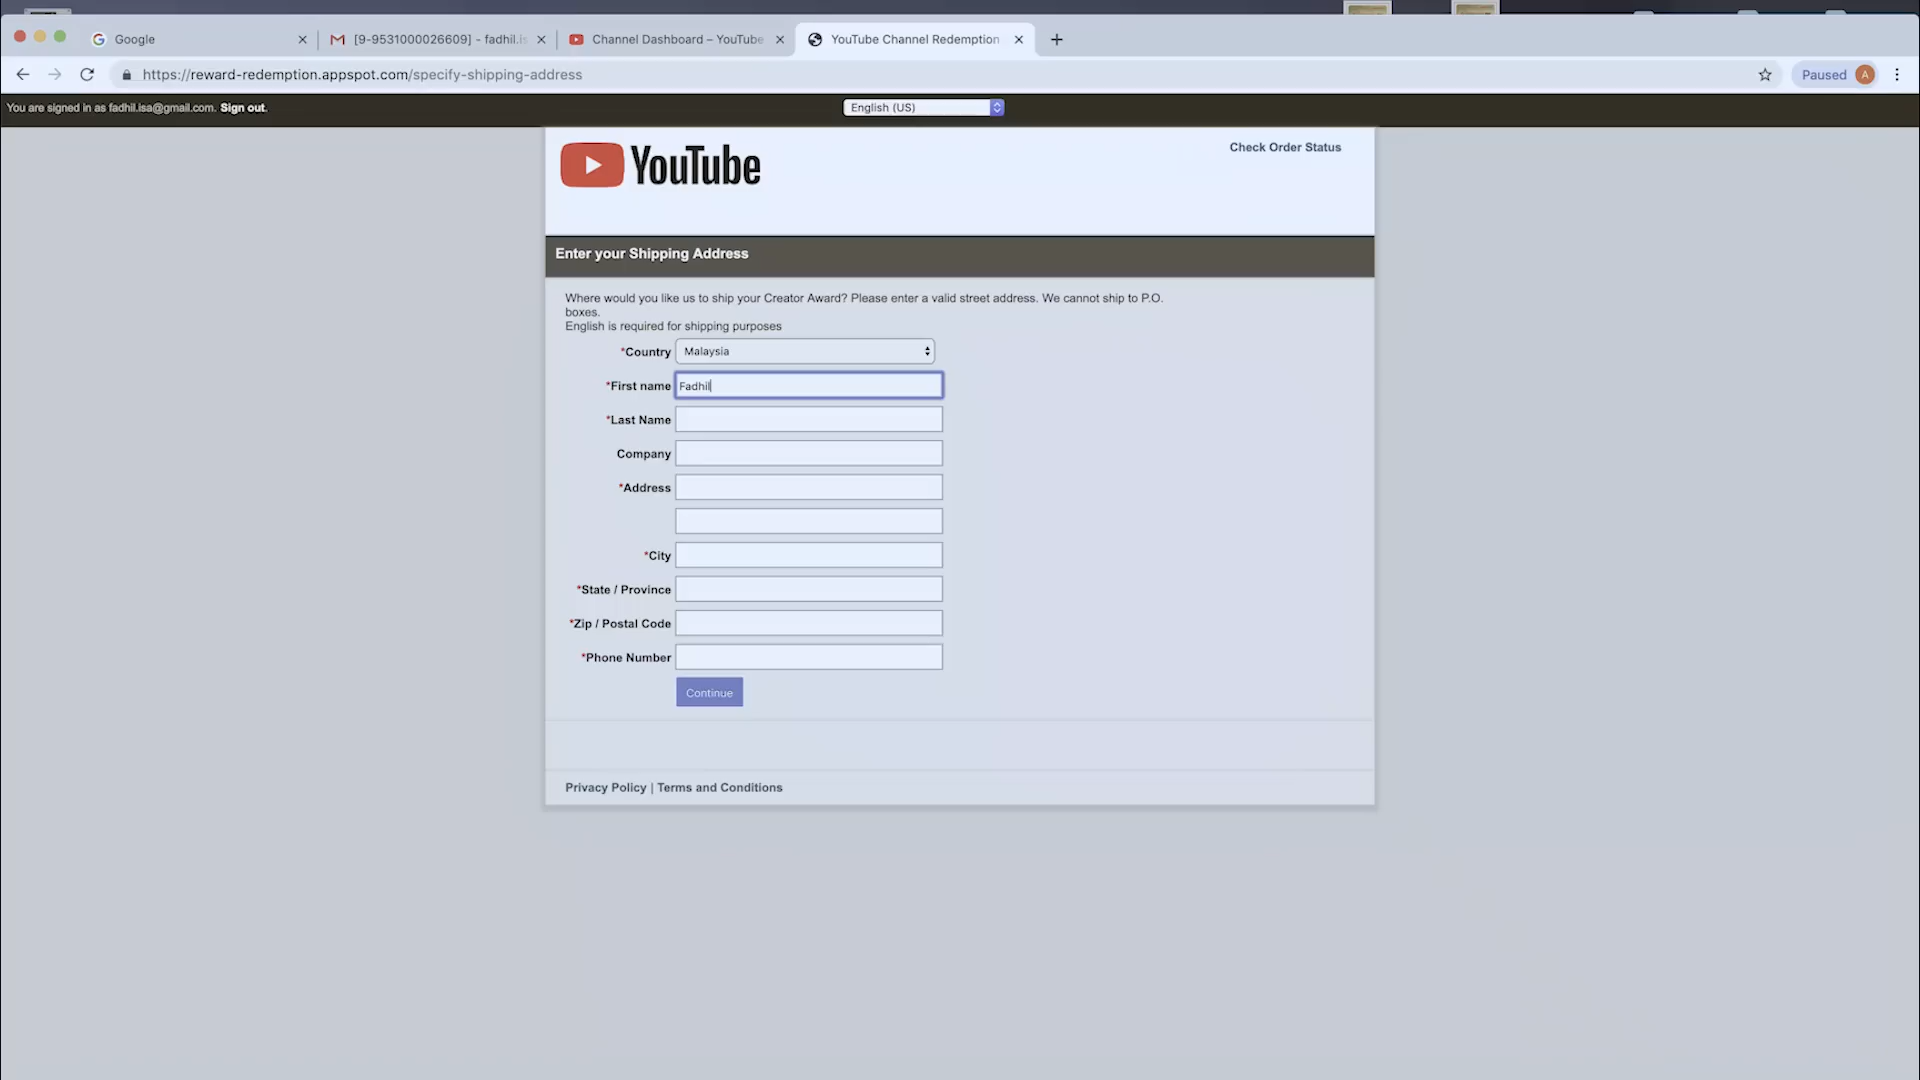 Google
[9-9531000026609] - fadhil.is
Channel Dashboard – YouTube
YouTube Channel Redemption
https://reward-redemption.appspot.com/specify-shipping-address
Paused A
You are signed in as fadhil.isa@gmail.com. Sign out.
English (US)
YouTube
Check Order Status
Enter your Shipping Address
Where would you like us to ship your Creator Award? Please enter a valid street address. We cannot ship to P.O.
boxes.
English is required for shipping purposes
*Country Malaysia
*First name Fadhil
*Last Name
Company
*Address
*City
*State / Province
*Zip / Postal Code
*Phone Number
Continue
Privacy Policy | Terms and Conditions